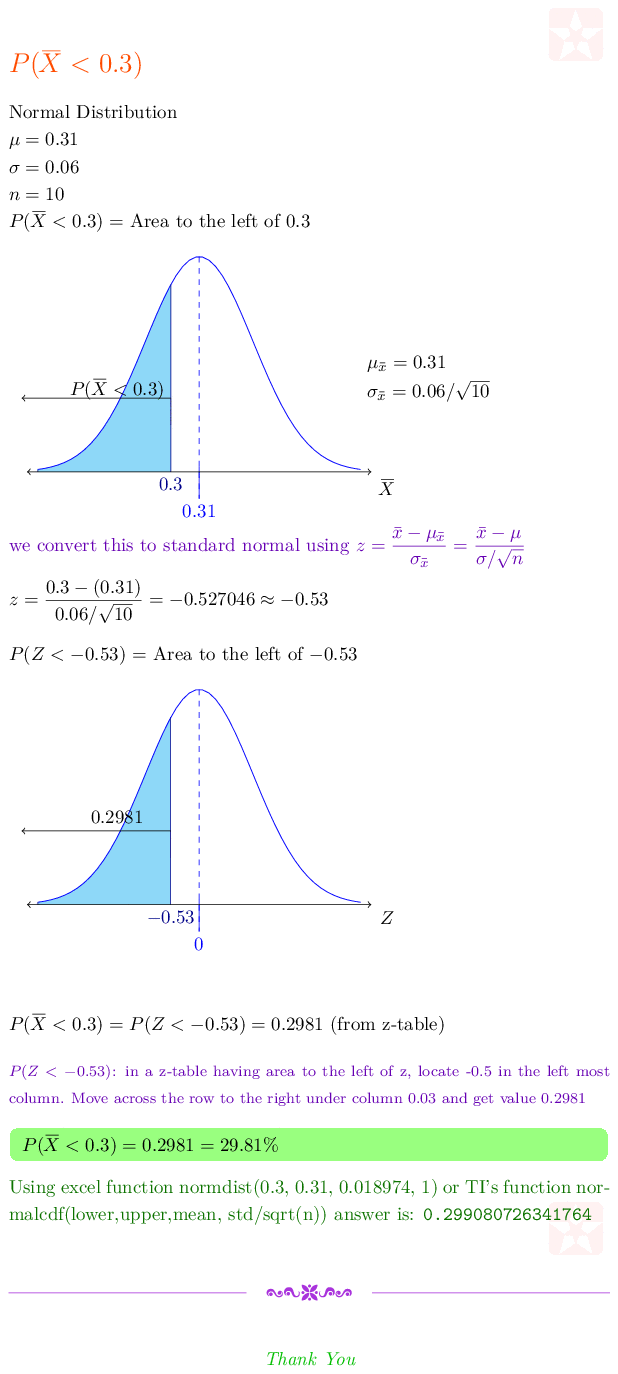 P(X̅ < 0.3)
Normal Distribution
μ = 0.31
σ = 0.06
n = 10
P(X̅ < 0.3) = Area to the left of 0.3
P(X̅ < 0.3)
μ_x̄ = 0.31
σ_x̄ = 0.06/√10
0.3
X̅
0.31
we convert this to standard normal using z = (x̄ − μ_x̄)/σ_x̄ = (x̄ − μ)/(σ/√n)
z = (0.3 − (0.31))/(0.06/√10) = −0.527046 ≈ −0.53
P(Z < −0.53) = Area to the left of −0.53
0.2981
−0.53
Z
0
P(X̅ < 0.3) = P(Z < −0.53) = 0.2981 (from z-table)
P(Z < −0.53): in a z-table having area to the left of z, locate -0.5 in the left most
column. Move across the row to the right under column 0.03 and get value 0.2981
P(X̅ < 0.3) = 0.2981 = 29.81%
Using excel function normdist(0.3, 0.31, 0.018974, 1) or TI's function nor-
malcdf(lower,upper,mean, std/sqrt(n)) answer is: 0.299080726341764
Thank You